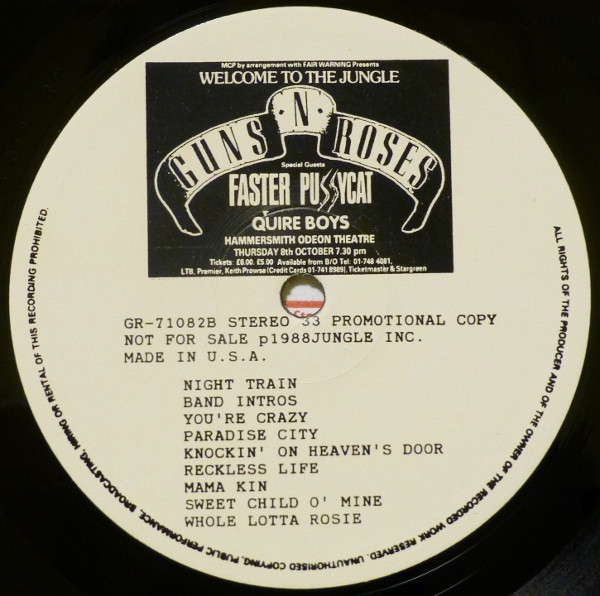 MCP by arrangement with FAIR WARNING Presents
WELCOME TO THE JUNGLE
GUNS N' ROSES
Special Guests
FASTER PUSSYCAT
QUIRE BOYS
HAMMERSMITH ODEON THEATRE
THURSDAY 8th OCTOBER 7.30 pm
Tickets: £6.00, £5.00 Available from B/O Tel: 01-748 4081,
LTB, Premier, Keith Prowse (Credit Cards 01-741 8989), Ticketmaster & Stargreen
GR-71082B STEREO 33 PROMOTIONAL COPY
NOT FOR SALE p1988JUNGLE INC.
MADE IN U.S.A.
NIGHT TRAIN
BAND INTROS
YOU'RE CRAZY
PARADISE CITY
KNOCKIN' ON HEAVEN'S DOOR
RECKLESS LIFE
MAMA KIN
SWEET CHILD O' MINE
WHOLE LOTTA ROSIE
ALL RIGHTS OF THE PRODUCER AND OF THE OWNER OF THE RECORDED WORK RESERVED. UNAUTHORISED COPYING, PUBLIC PERFORMANCE, BROADCASTING, HIRING OR RENTAL OF THIS RECORDING PROHIBITED.